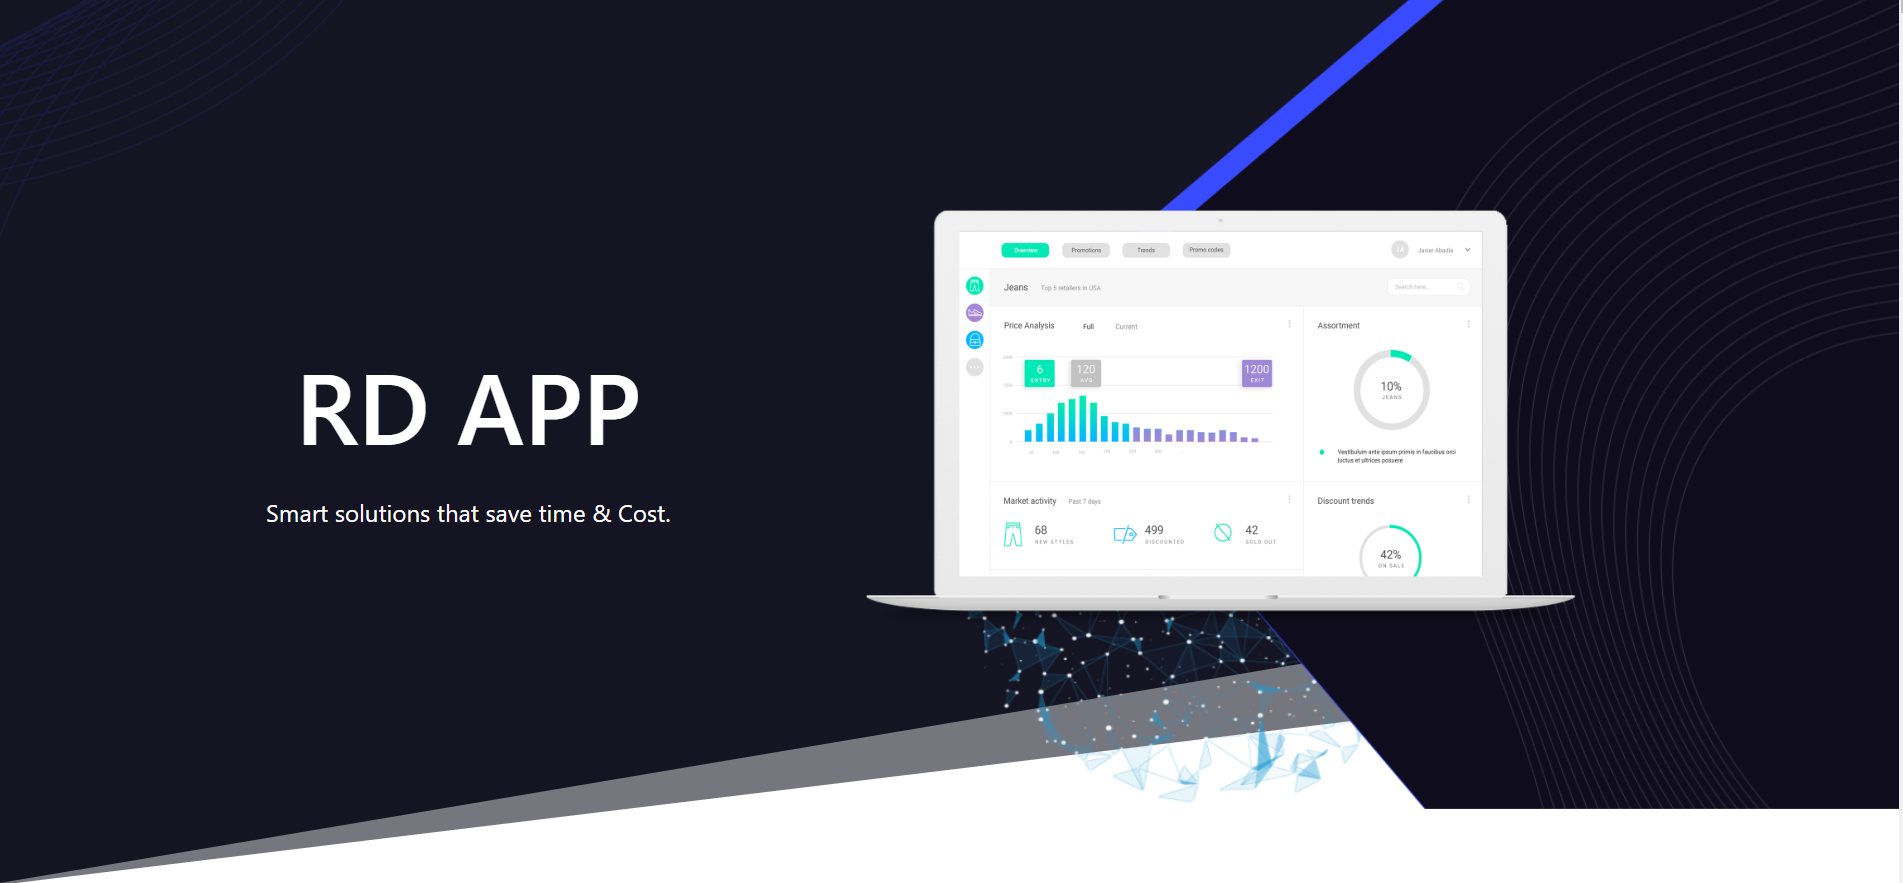 RD APP
Smart solutions that save time & Cost.
Overview Promotions Trends Promo codes
JA Javier Abadía
Jeans Top 5 retailers in USA
Search here...
Price Analysis Full Current
6 ENTRY
120 AVG
1200 EXIT
Assortment
10%
JEANS
Vestibulum ante ipsum primis in faucibus orci
luctus et ultrices posuere
Market activity Past 7 days
68 NEW STYLES
499 DISCOUNTED
42 SOLD OUT
Discount trends
42%
ON SALE